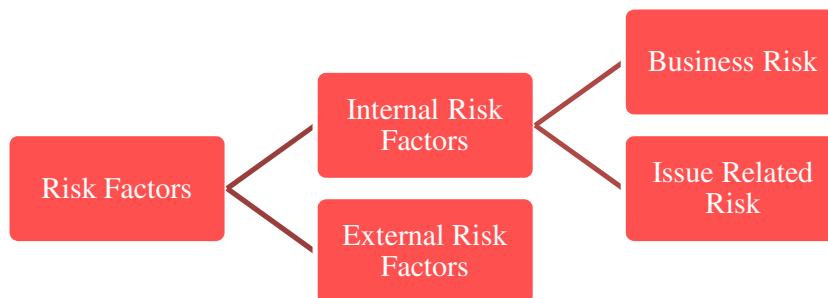 Risk Factors
Internal Risk
Factors
External Risk
Factors
Business Risk
Issue Related
Risk